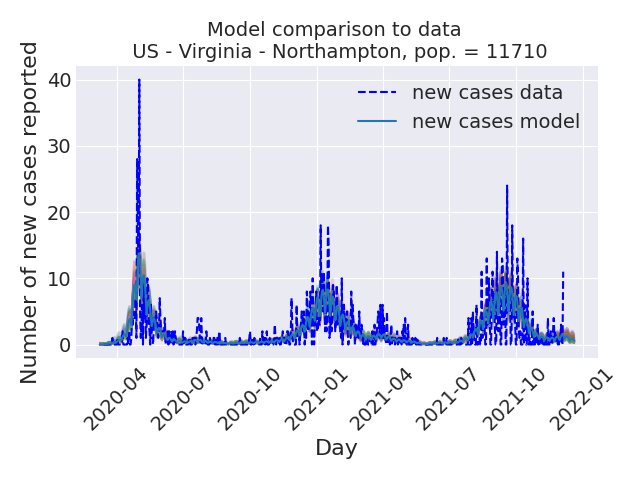 Model comparison to data
US - Virginia - Northampton, pop. = 11710
Number of new cases reported
40
30
20
10
0
new cases data
new cases model
2020-04
2020-07
2020-10
2021-01
2021-04
2021-07
2021-10
2022-01
Day